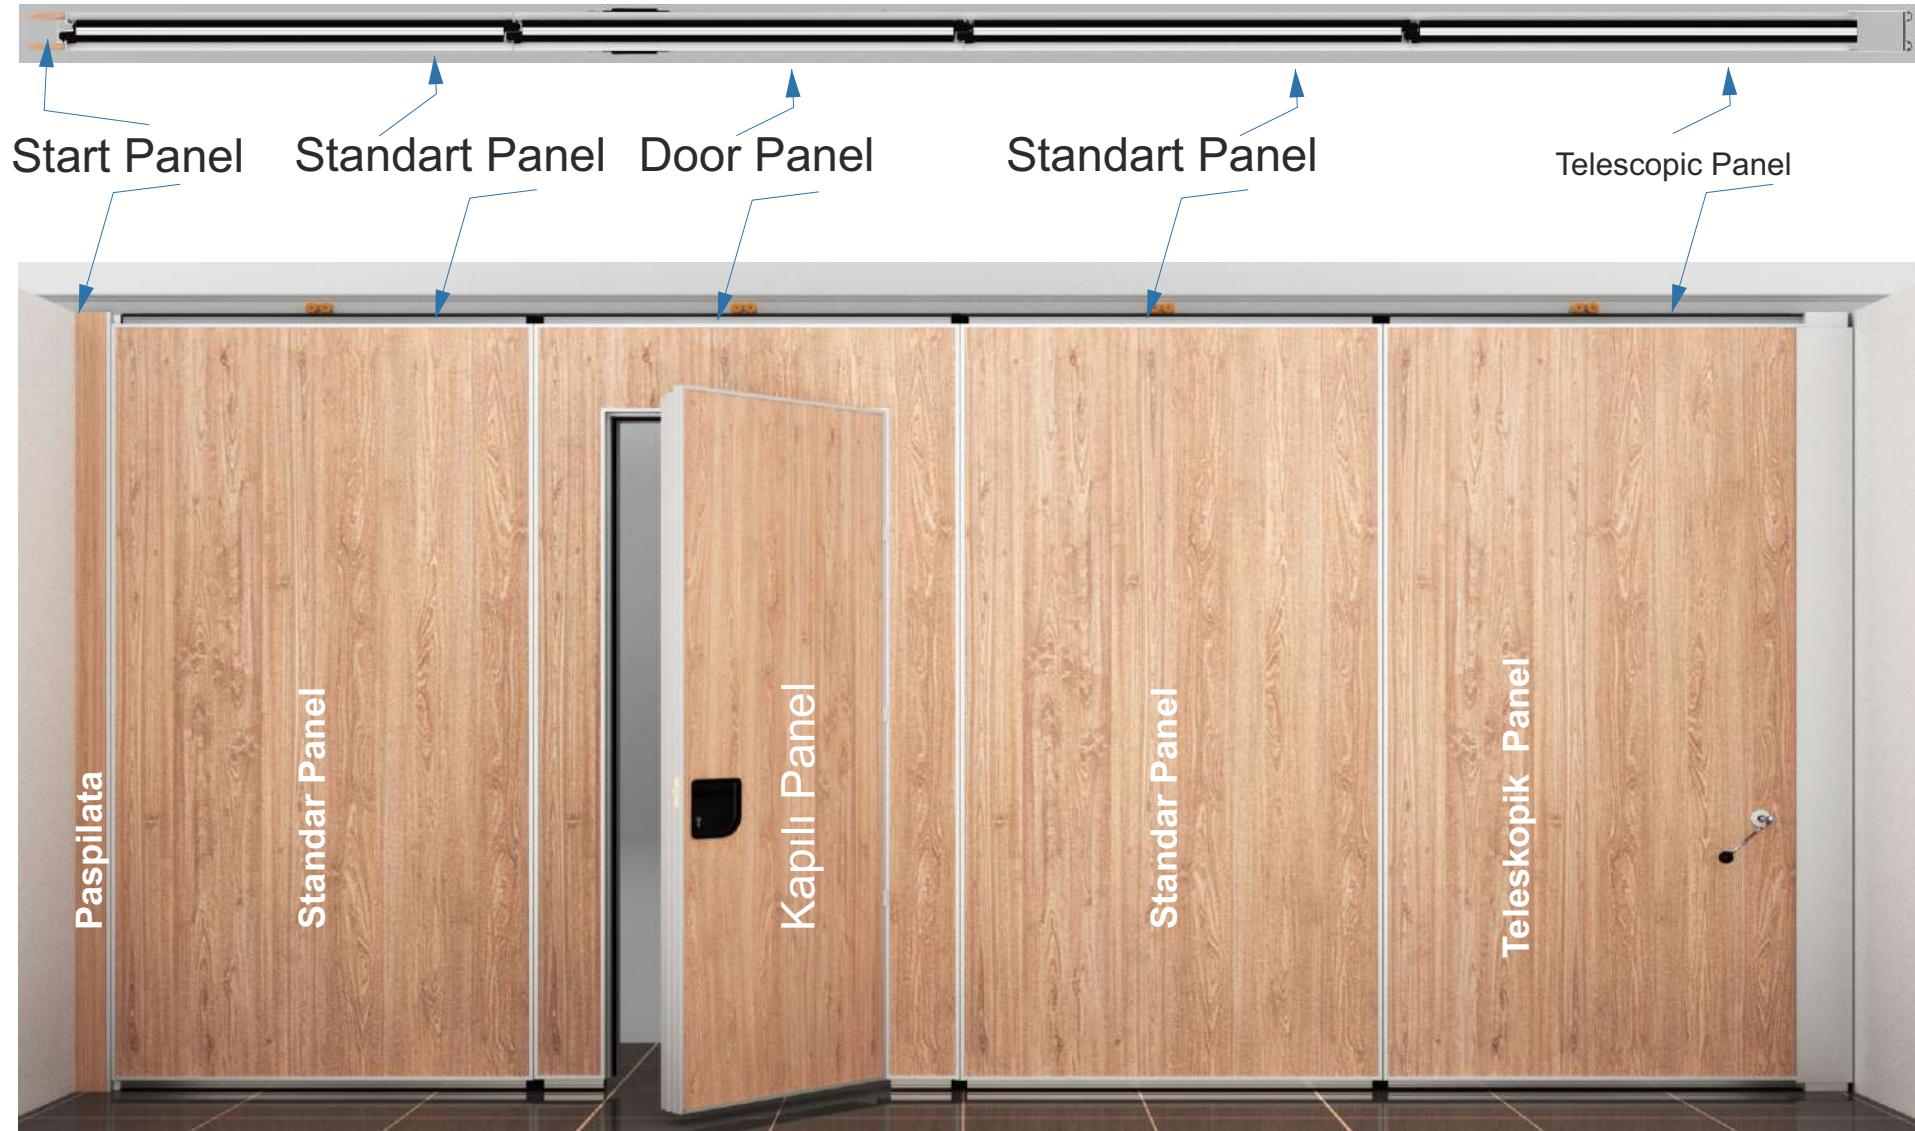 Start Panel
Standart Panel
Door Panel
Standart Panel
Telescopic Panel
Paspilata
Standar Panel
Kapılı Panel
Standar Panel
Teleskopik Panel